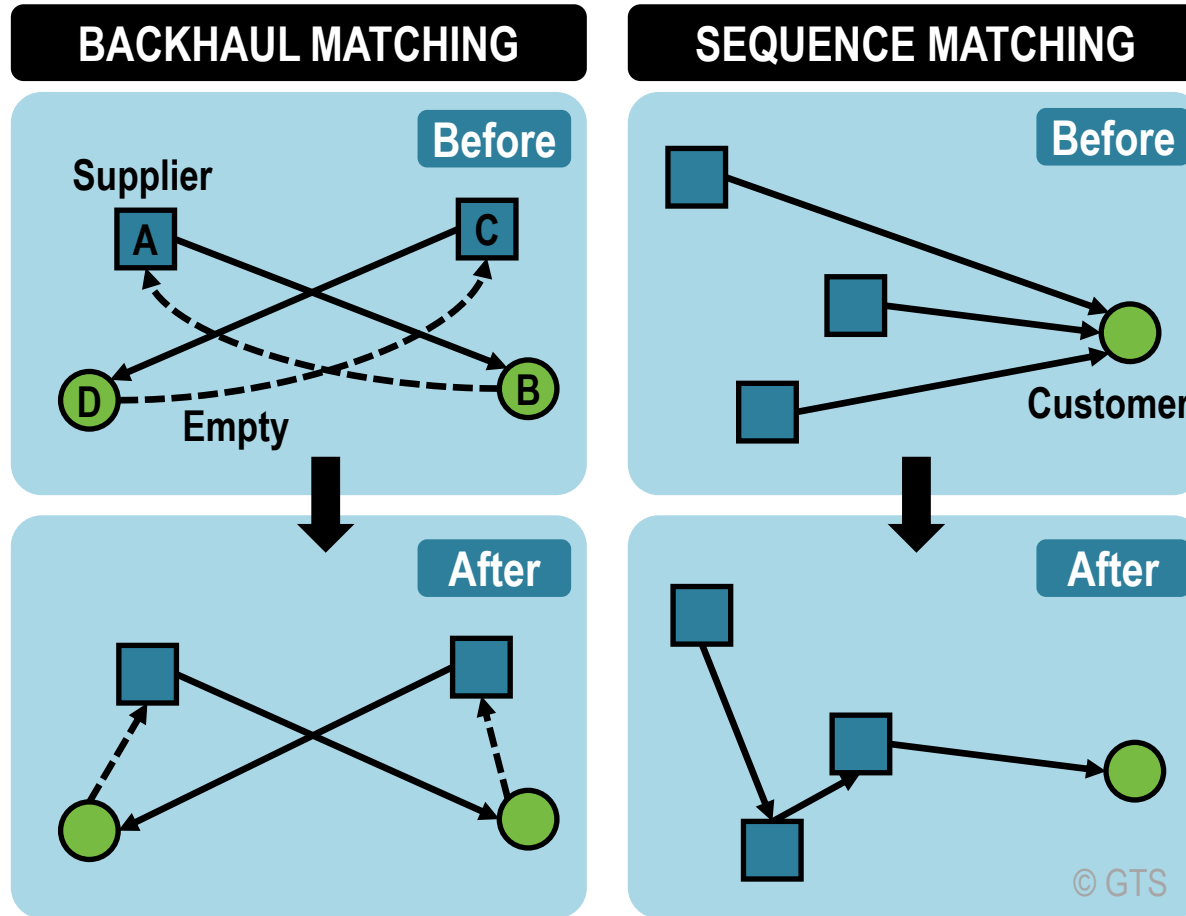 BACKHAUL MATCHING
Before
Supplier
A
C
D
B
Empty
After
SEQUENCE MATCHING
Before
Customer
After
© GTS